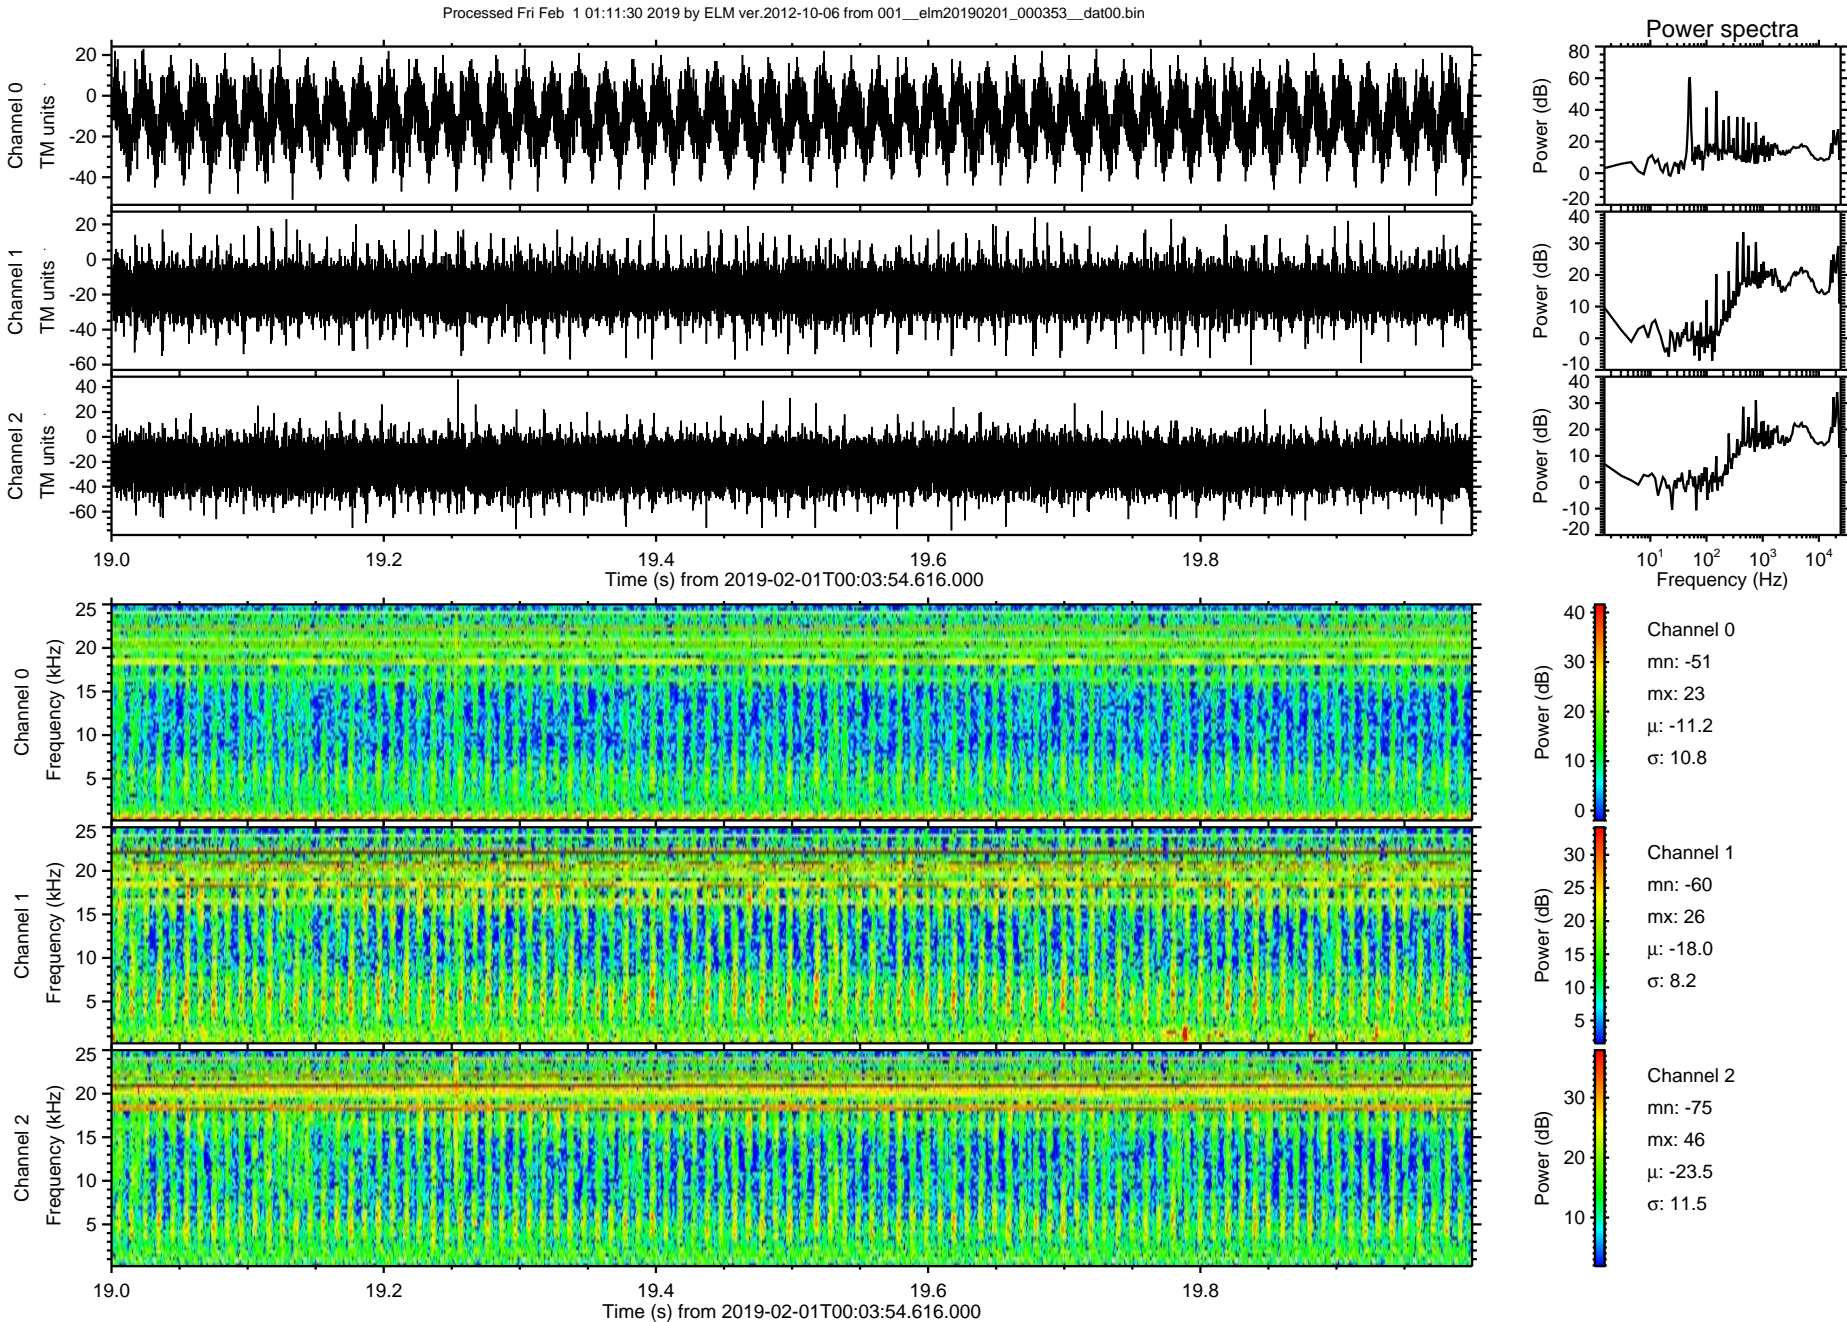 Processed Fri Feb  1 01:11:30 2019 by ELM ver.2012-10-06 from 001__elm20190201_000353__dat00.bin
Power spectra
Channel 0
TM units
20
0
-20
-40
Power (dB)
80
60
40
20
0
-20
Channel 1
TM units
20
0
-20
-40
-60
Power (dB)
40
30
20
10
0
-10
Channel 2
TM units
40
20
0
-20
-40
-60
Power (dB)
40
30
20
10
0
-10
-20
19.0
19.2
19.4
19.6
19.8
Time (s) from 2019-02-01T00:03:54.616.000
10^1
10^2
10^3
10^4
Frequency (Hz)
Channel 0
Frequency (kHz)
25
20
15
10
5
Power (dB)
40
30
20
10
0
Channel 0
mn: -51
mx: 23
µ: -11.2
σ: 10.8
Channel 1
Frequency (kHz)
25
20
15
10
5
Power (dB)
30
25
20
15
10
5
Channel 1
mn: -60
mx: 26
µ: -18.0
σ: 8.2
Channel 2
Frequency (kHz)
25
20
15
10
5
Power (dB)
30
20
10
Channel 2
mn: -75
mx: 46
µ: -23.5
σ: 11.5
19.0
19.2
19.4
19.6
19.8
Time (s) from 2019-02-01T00:03:54.616.000